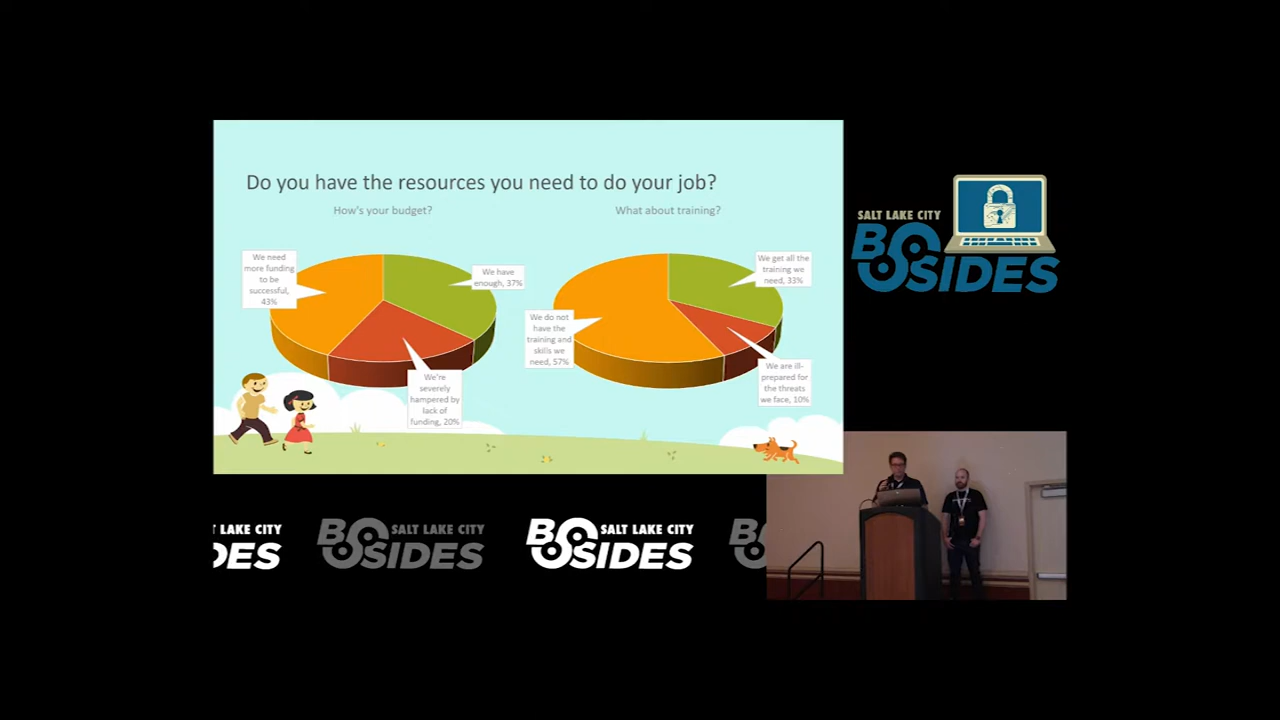 Do you have the resources you need to do your job?
How's your budget?
What about training?
We need
more funding
to be
successful,
43%
We have
enough, 37%
We're
severely
hampered by
lack of
funding, 20%
We get all the
training we
need, 33%
We do not
have the
training and
skills we
need, 57%
We are ill-
prepared for
the threats
we face, 10%
SALT LAKE CITY
BSIDES
T LAKE CITY
DES
SALT LAKE CITY
BSIDES
SALT LAKE CITY
BSIDES
B